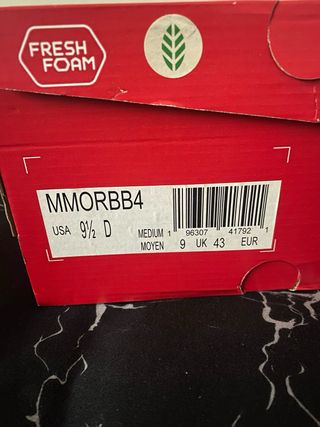 FRESH
FOAM
MMORBB4
USA 9½ D MEDIUM 1 96307 41792 1
MOYEN 9 UK 43 EUR